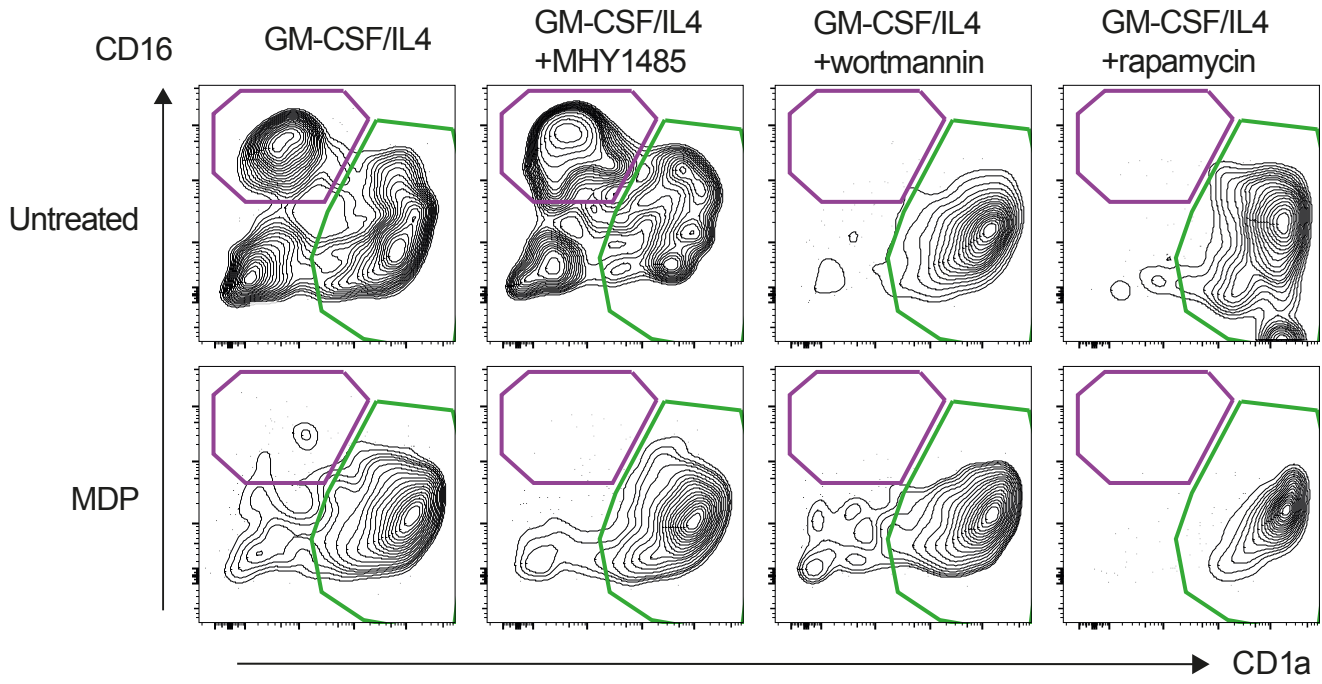 CD16
GM-CSF/IL4
GM-CSF/IL4
+MHY1485
GM-CSF/IL4
+wortmannin
GM-CSF/IL4
+rapamycin
Untreated
MDP
CD1a